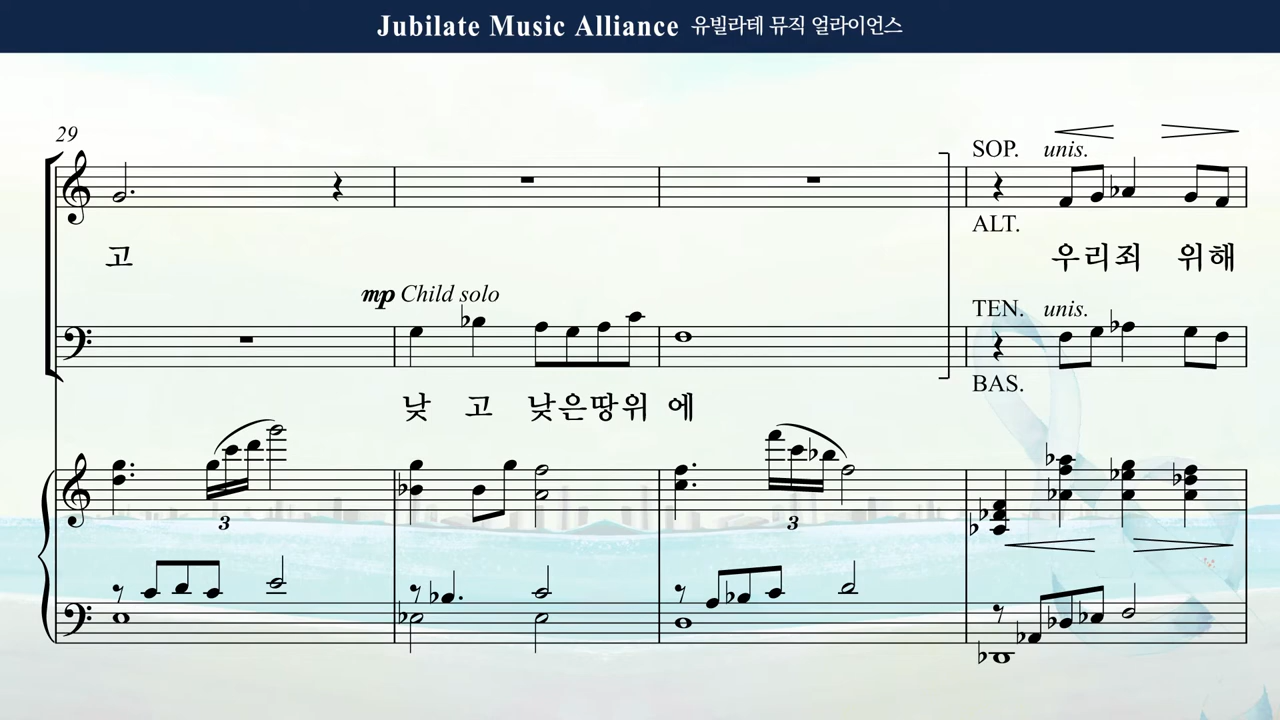 Jubilate Music Alliance 유빌라테 뮤직 얼라이언스
29
SOP. unis.
ALT.
고 우리죄 위해
mp Child solo
TEN. unis.
BAS.
낮 고 낮은땅위 에
3 3